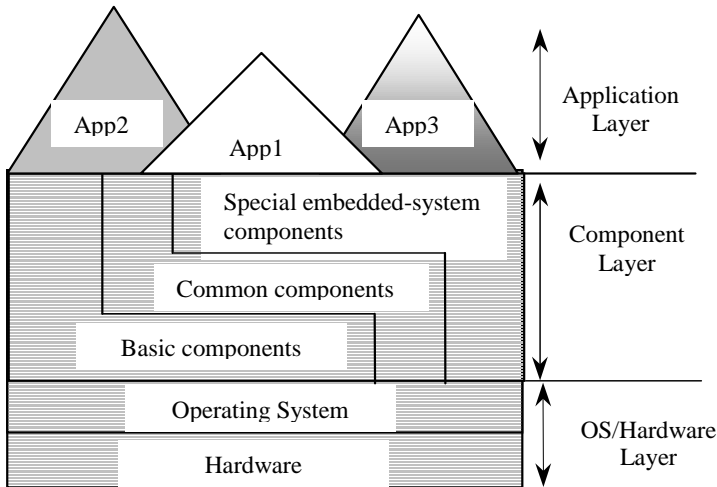 App2
App1
App3
Application
Layer
Special embedded-system
components
Common components
Basic components
Component
Layer
Operating System
Hardware
OS/Hardware
Layer